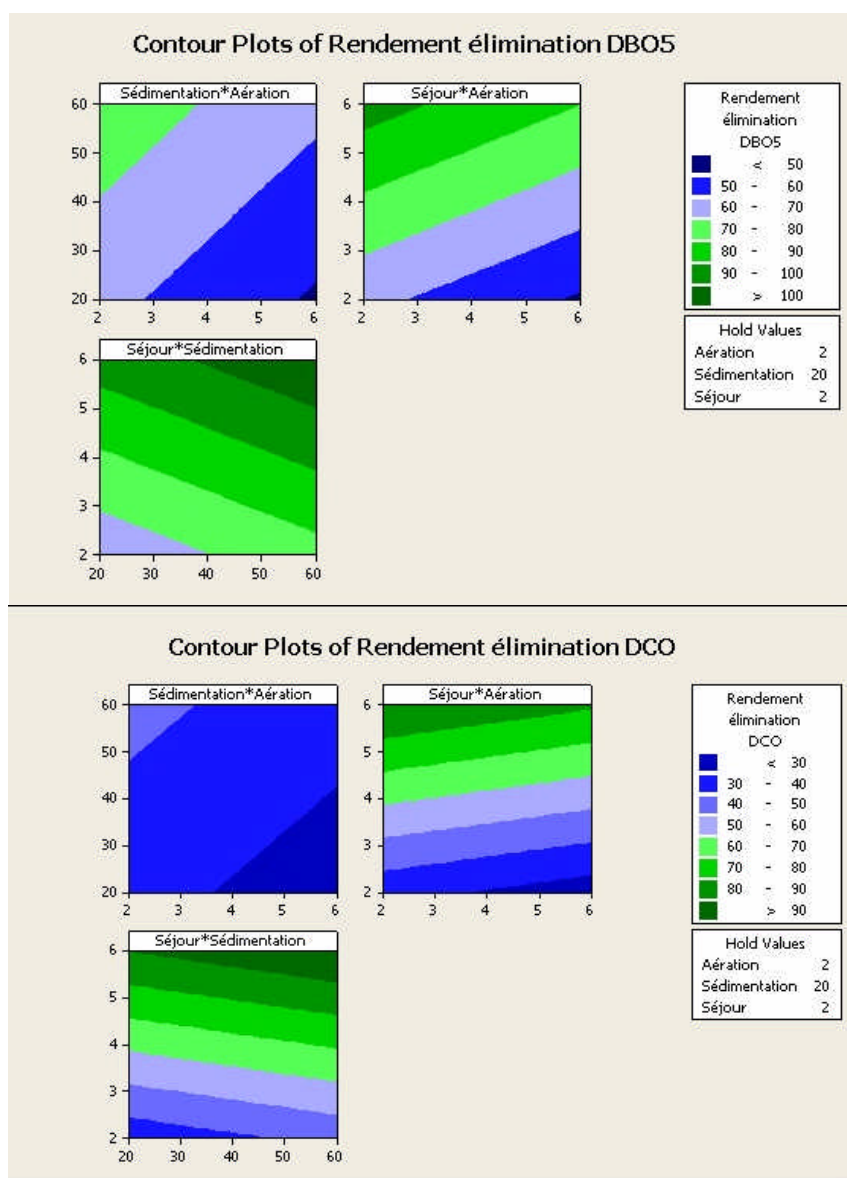 Contour Plots of Rendement élimination DBO5
Sédimentation*Aération
60
50
40
30
20
2 3 4 5 6
Séjour*Aération
6
5
4
3
2
2 3 4 5 6
Séjour*Sédimentation
6
5
4
3
2
20 30 40 50 60
Rendement
élimination
DBO5
< 50
50 - 60
60 - 70
70 - 80
80 - 90
90 - 100
> 100
Hold Values
Aération 2
Sédimentation 20
Séjour 2
Contour Plots of Rendement élimination DCO
Sédimentation*Aération
60
50
40
30
20
2 3 4 5 6
Séjour*Aération
6
5
4
3
2
2 3 4 5 6
Séjour*Sédimentation
6
5
4
3
2
20 30 40 50 60
Rendement
élimination
DCO
< 30
30 - 40
40 - 50
50 - 60
60 - 70
70 - 80
80 - 90
> 90
Hold Values
Aération 2
Sédimentation 20
Séjour 2